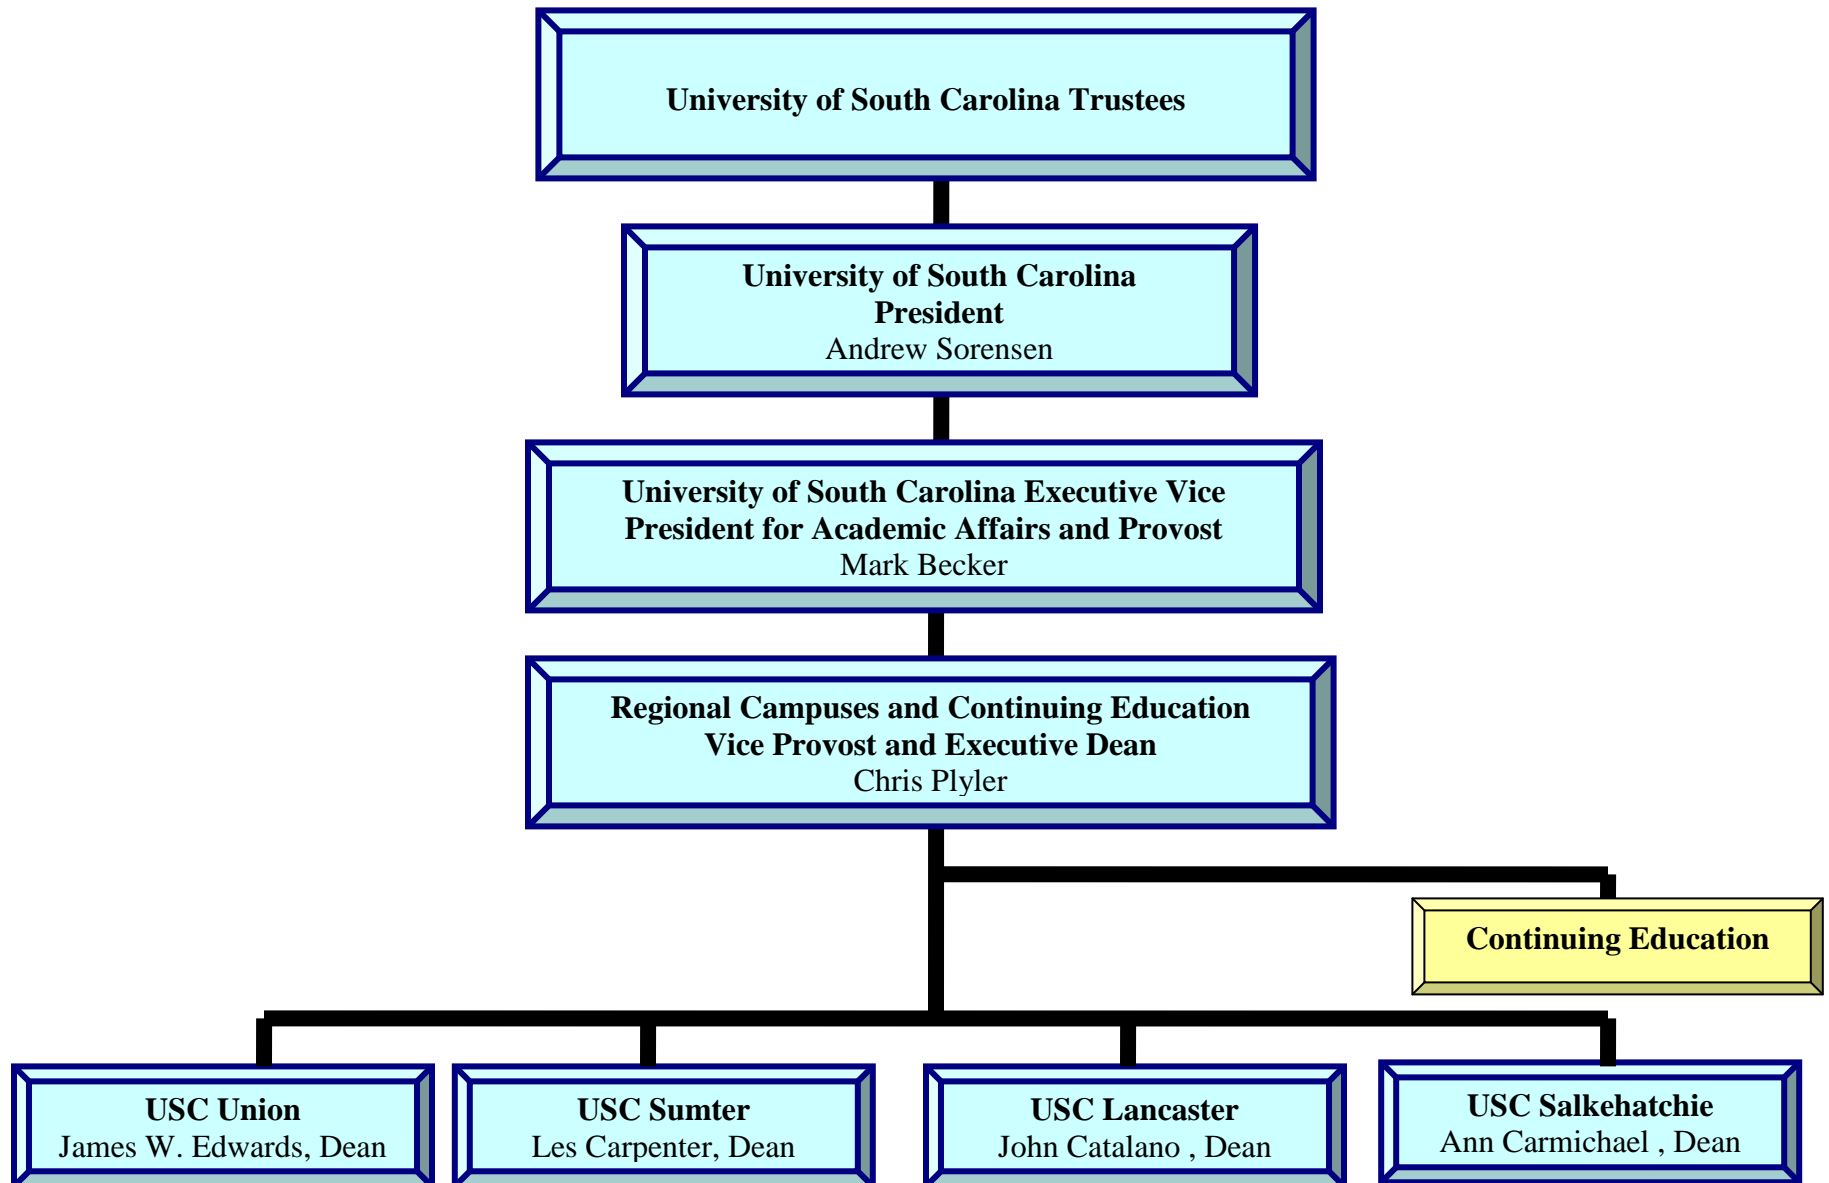 University of South Carolina Trustees
University of South Carolina
President
Andrew Sorensen
University of South Carolina Executive Vice
President for Academic Affairs and Provost
Mark Becker
Regional Campuses and Continuing Education
Vice Provost and Executive Dean
Chris Plyler
Continuing Education
USC Union
James W. Edwards, Dean
USC Sumter
Les Carpenter, Dean
USC Lancaster
John Catalano , Dean
USC Salkehatchie
Ann Carmichael , Dean